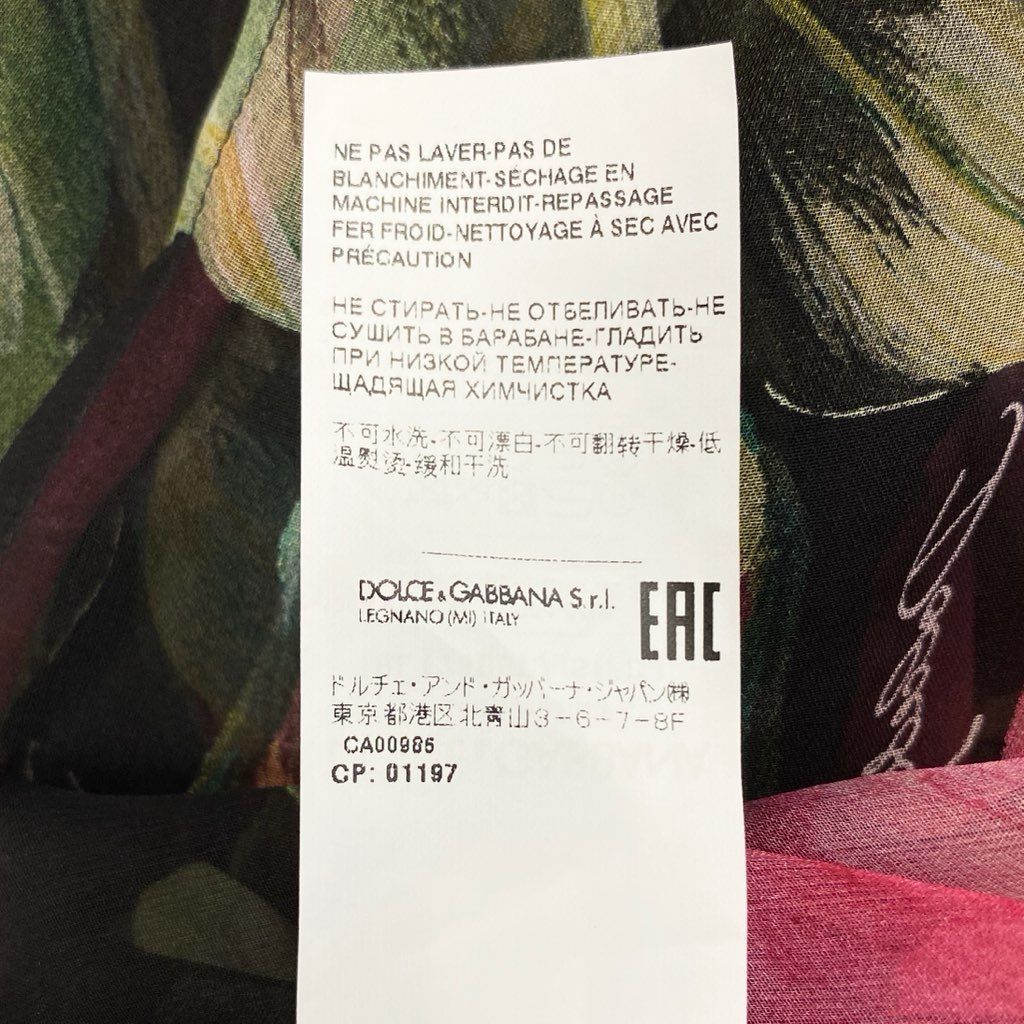 NE PAS LAVER-PAS DE
BLANCHIMENT-SÉCHAGE EN
MACHINE INTERDIT-REPASSAGE
FER FROID-NETTOYAGE À SEC AVEC
PRÉCAUTION
НЕ СТИРАТЬ-НЕ ОТБЕЛИВАТЬ-НЕ
СУШИТЬ В БАРАБАНЕ-ГЛАДИТЬ
ПРИ НИЗКОЙ ТЕМПЕРАТУРЕ-
ЩАДЯЩАЯ ХИМЧИСТКА
不可水洗-不可漂白-不可翻转干燥-低
温熨烫-缓和干洗
DOLCE & GABBANA S.r.l.
LEGNANO (MI) ITALY
EAC
ドルチェ・アンド・ガッバーナ・ジャパン㈱
東京都港区北青山3-6-7-8F
CA00986
CP: 01197